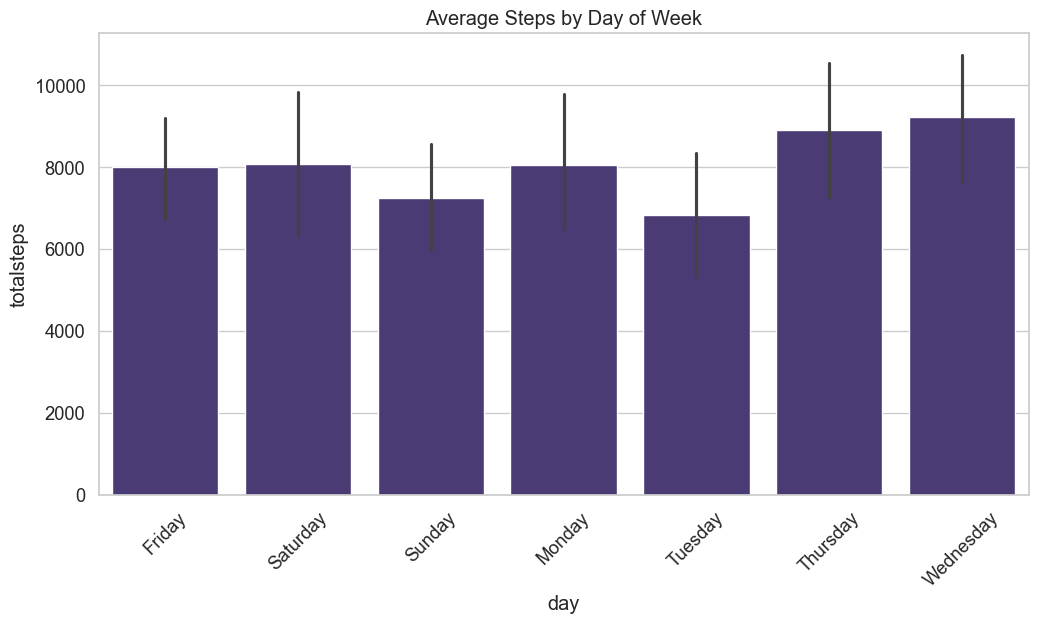 Average Steps by Day of Week
totalsteps
10000
8000
6000
4000
2000
0
Friday
Saturday
Sunday
Monday
Tuesday
Thursday
Wednesday
day